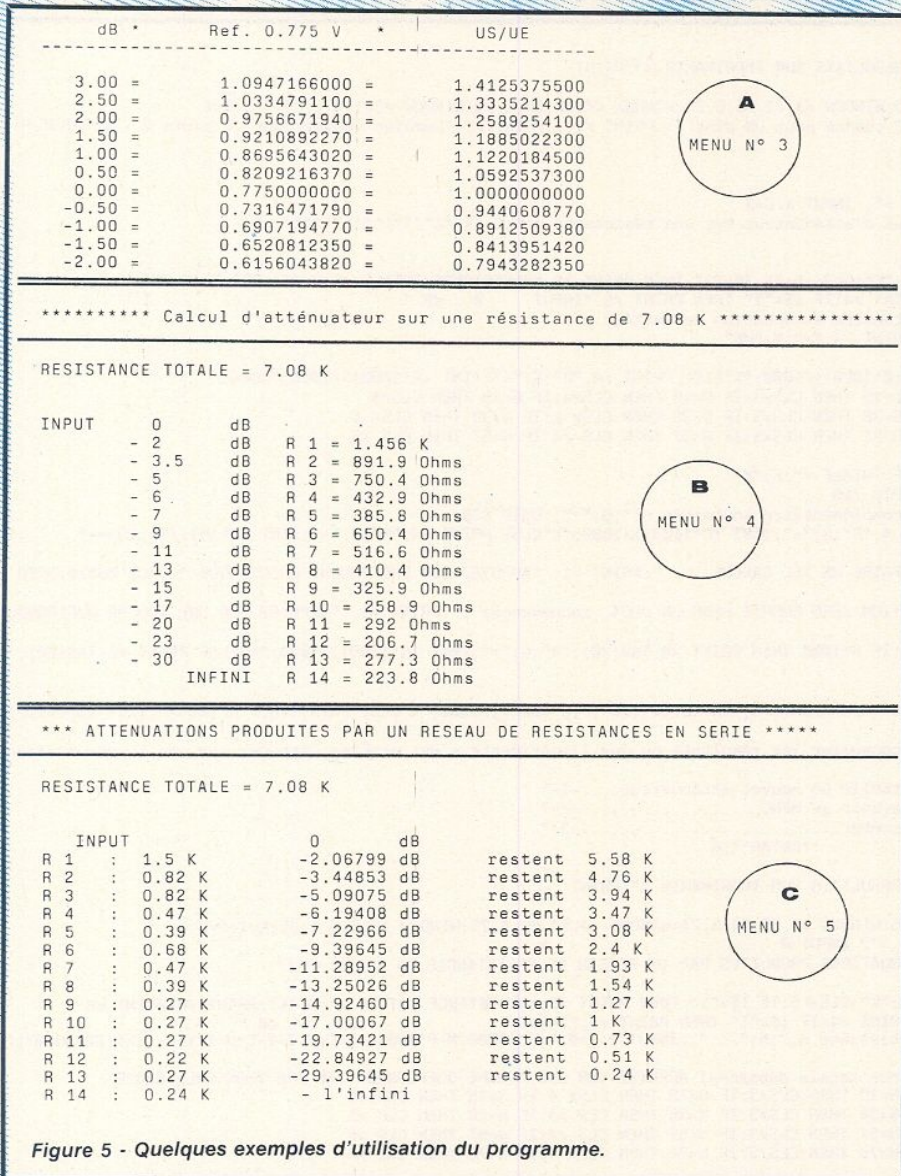 dB * Ref. 0.775 V * US/UE
3.00 = 1.0947166000 = 1.4125375500
2.50 = 1.0334791100 = 1.3335214300
2.00 = 0.9756671940 = 1.2589254100
1.50 = 0.9210892270 = 1.1885022300
1.00 = 0.8695643020 = 1.1220184500
0.50 = 0.8209216370 = 1.0592537300
0.00 = 0.7750000000 = 1.0000000000
-0.50 = 0.7316471790 = 0.9440608770
-1.00 = 0.6907194770 = 0.8912509380
-1.50 = 0.6520812350 = 0.8413951420
-2.00 = 0.6156043820 = 0.7943282350
A
MENU N° 3
********** Calcul d'atténuateur sur une résistance de 7.08 K ****************
RESISTANCE TOTALE = 7.08 K
INPUT 0 dB
- 2 dB R 1 = 1.456 K
- 3.5 dB R 2 = 891.9 Ohms
- 5 dB R 3 = 750.4 Ohms
- 6 dB R 4 = 432.9 Ohms
- 7 dB R 5 = 385.8 Ohms
- 9 dB R 6 = 650.4 Ohms
- 11 dB R 7 = 516.6 Ohms
- 13 dB R 8 = 410.4 Ohms
- 15 dB R 9 = 325.9 Ohms
- 17 dB R 10 = 258.9 Ohms
- 20 dB R 11 = 292 Ohms
- 23 dB R 12 = 206.7 Ohms
- 30 dB R 13 = 277.3 Ohms
INFINI R 14 = 223.8 Ohms
B
MENU N° 4
*** ATTENUATIONS PRODUITES PAR UN RESEAU DE RESISTANCES EN SERIE *****
RESISTANCE TOTALE = 7.08 K
INPUT 0 dB
R 1 : 1.5 K -2.06799 dB restent 5.58 K
R 2 : 0.82 K -3.44853 dB restent 4.76 K
R 3 : 0.82 K -5.09075 dB restent 3.94 K
R 4 : 0.47 K -6.19408 dB restent 3.47 K
R 5 : 0.39 K -7.22966 dB restent 3.08 K
R 6 : 0.68 K -9.39645 dB restent 2.4 K
R 7 : 0.47 K -11.28952 dB restent 1.93 K
R 8 : 0.39 K -13.25026 dB restent 1.54 K
R 9 : 0.27 K -14.92460 dB restent 1.27 K
R 10 : 0.27 K -17.00067 dB restent 1 K
R 11 : 0.27 K -19.73421 dB restent 0.73 K
R 12 : 0.22 K -22.84927 dB restent 0.51 K
R 13 : 0.27 K -29.39645 dB restent 0.24 K
R 14 : 0.24 K - l'infini
C
MENU N° 5
Figure 5 - Quelques exemples d'utilisation du programme.